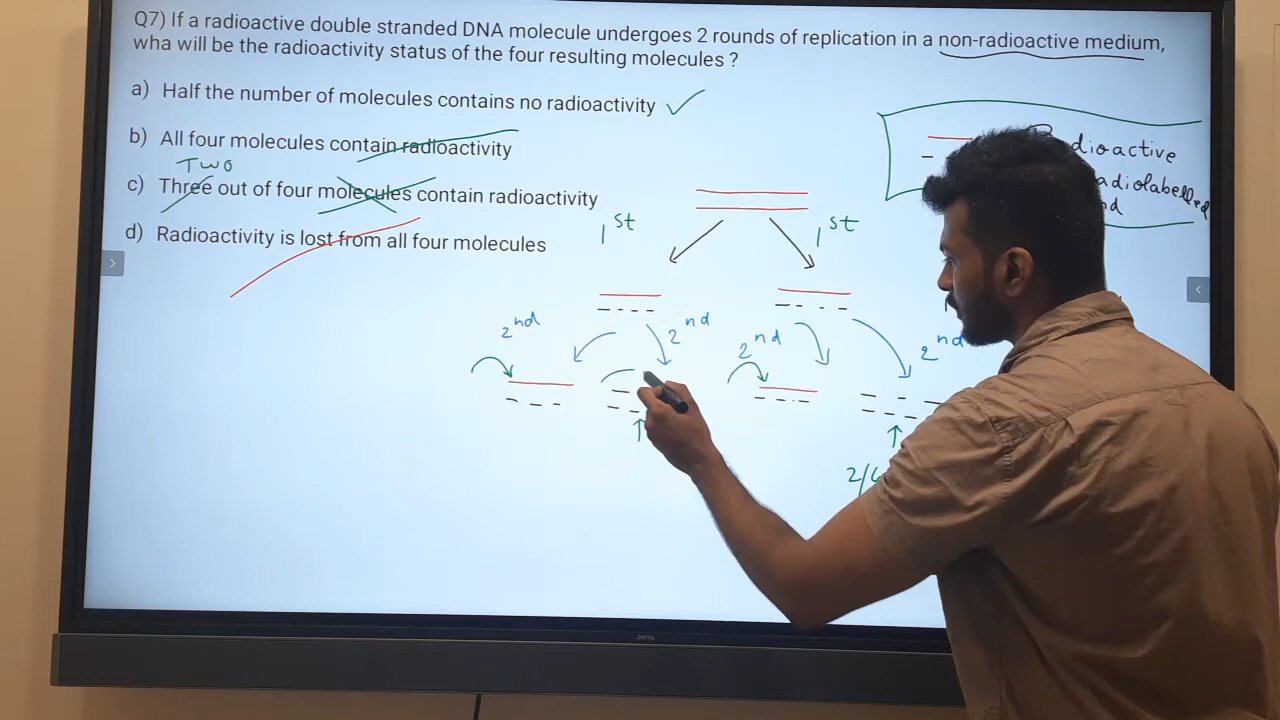 Q7) If a radioactive double stranded DNA molecule undergoes 2 rounds of replication in a non-radioactive medium,
wha will be the radioactivity status of the four resulting molecules ?
a) Half the number of molecules contains no radioactivity
b) All four molecules contain radioactivity
Two
c) Three out of four molecules contain radioactivity
d) Radioactivity is lost from all four molecules
1st
1st
2nd
2nd
2nd
2nd
BenQ